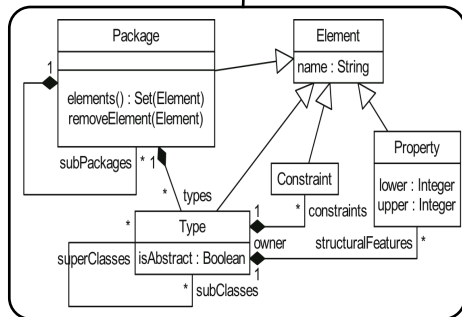 Package
elements() : Set(Element)
removeElement(Element)
Element
name : String
1
subPackages
*
1
*
types
Constraint
*
constraints
Property
lower : Integer
upper : Integer
*
Type
isAbstract : Boolean
1
owner
structuralFeatures
*
superClasses
1
*
subClasses